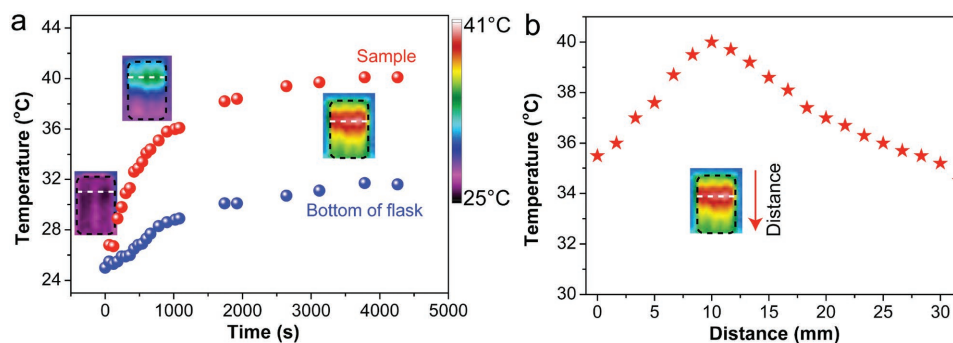 a
44
40
36
32
28
24
Temperature (°C)
0 1000 2000 3000 4000 5000
Time (s)
Sample
Bottom of flask
41°C
25°C
b
42
40
38
36
34
32
30
Temperature (°C)
0 5 10 15 20 25 30
Distance (mm)
Distance